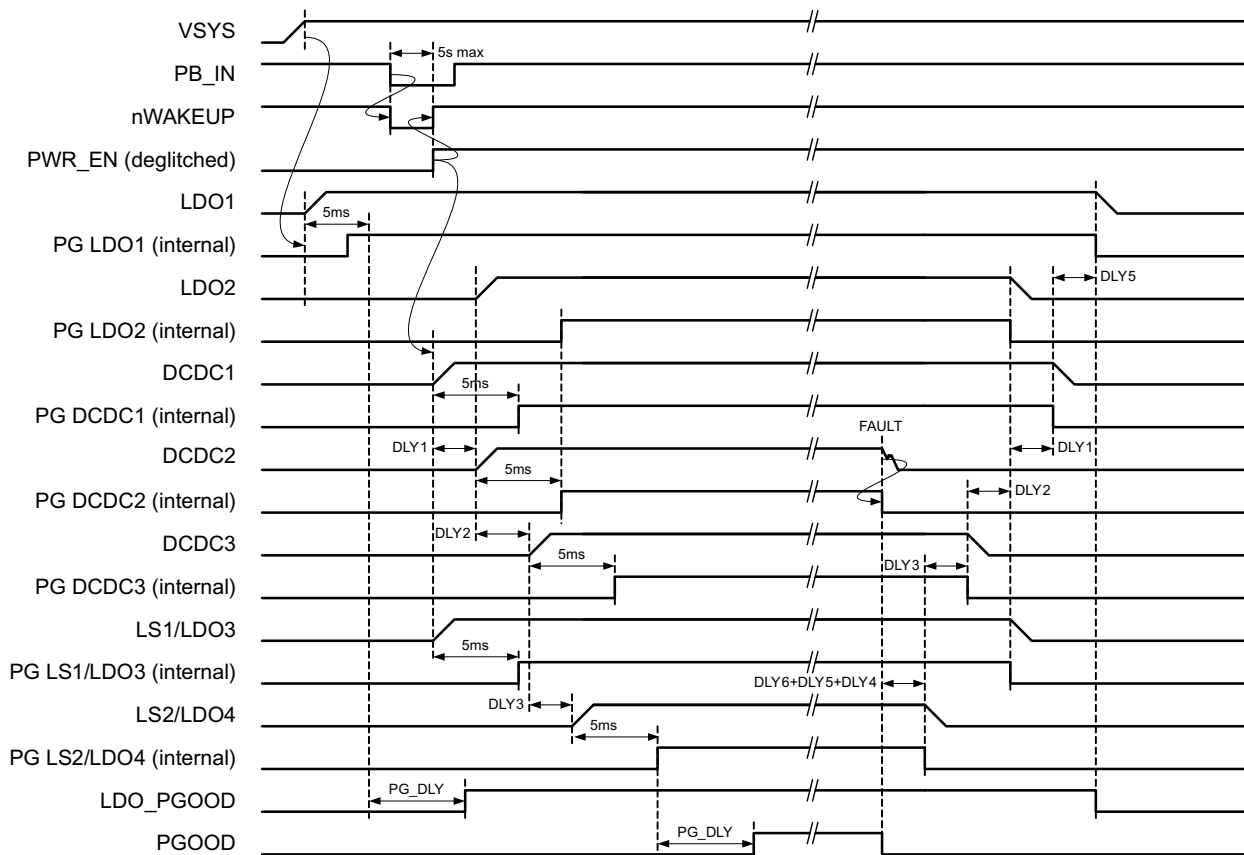 VSYS
5s max
PB_IN
nWAKEUP
PWR_EN (deglitched)
LDO1
5ms
PG LDO1 (internal)
LDO2
DLY5
PG LDO2 (internal)
DCDC1
5ms
PG DCDC1 (internal)
FAULT
DLY1
DLY1
DCDC2
5ms
DLY2
PG DCDC2 (internal)
DLY2
DCDC3
5ms
DLY3
PG DCDC3 (internal)
LS1/LDO3
5ms
PG LS1/LDO3 (internal)
DLY6+DLY5+DLY4
DLY3
LS2/LDO4
5ms
PG LS2/LDO4 (internal)
PG_DLY
LDO_PGOOD
PG_DLY
PGOOD